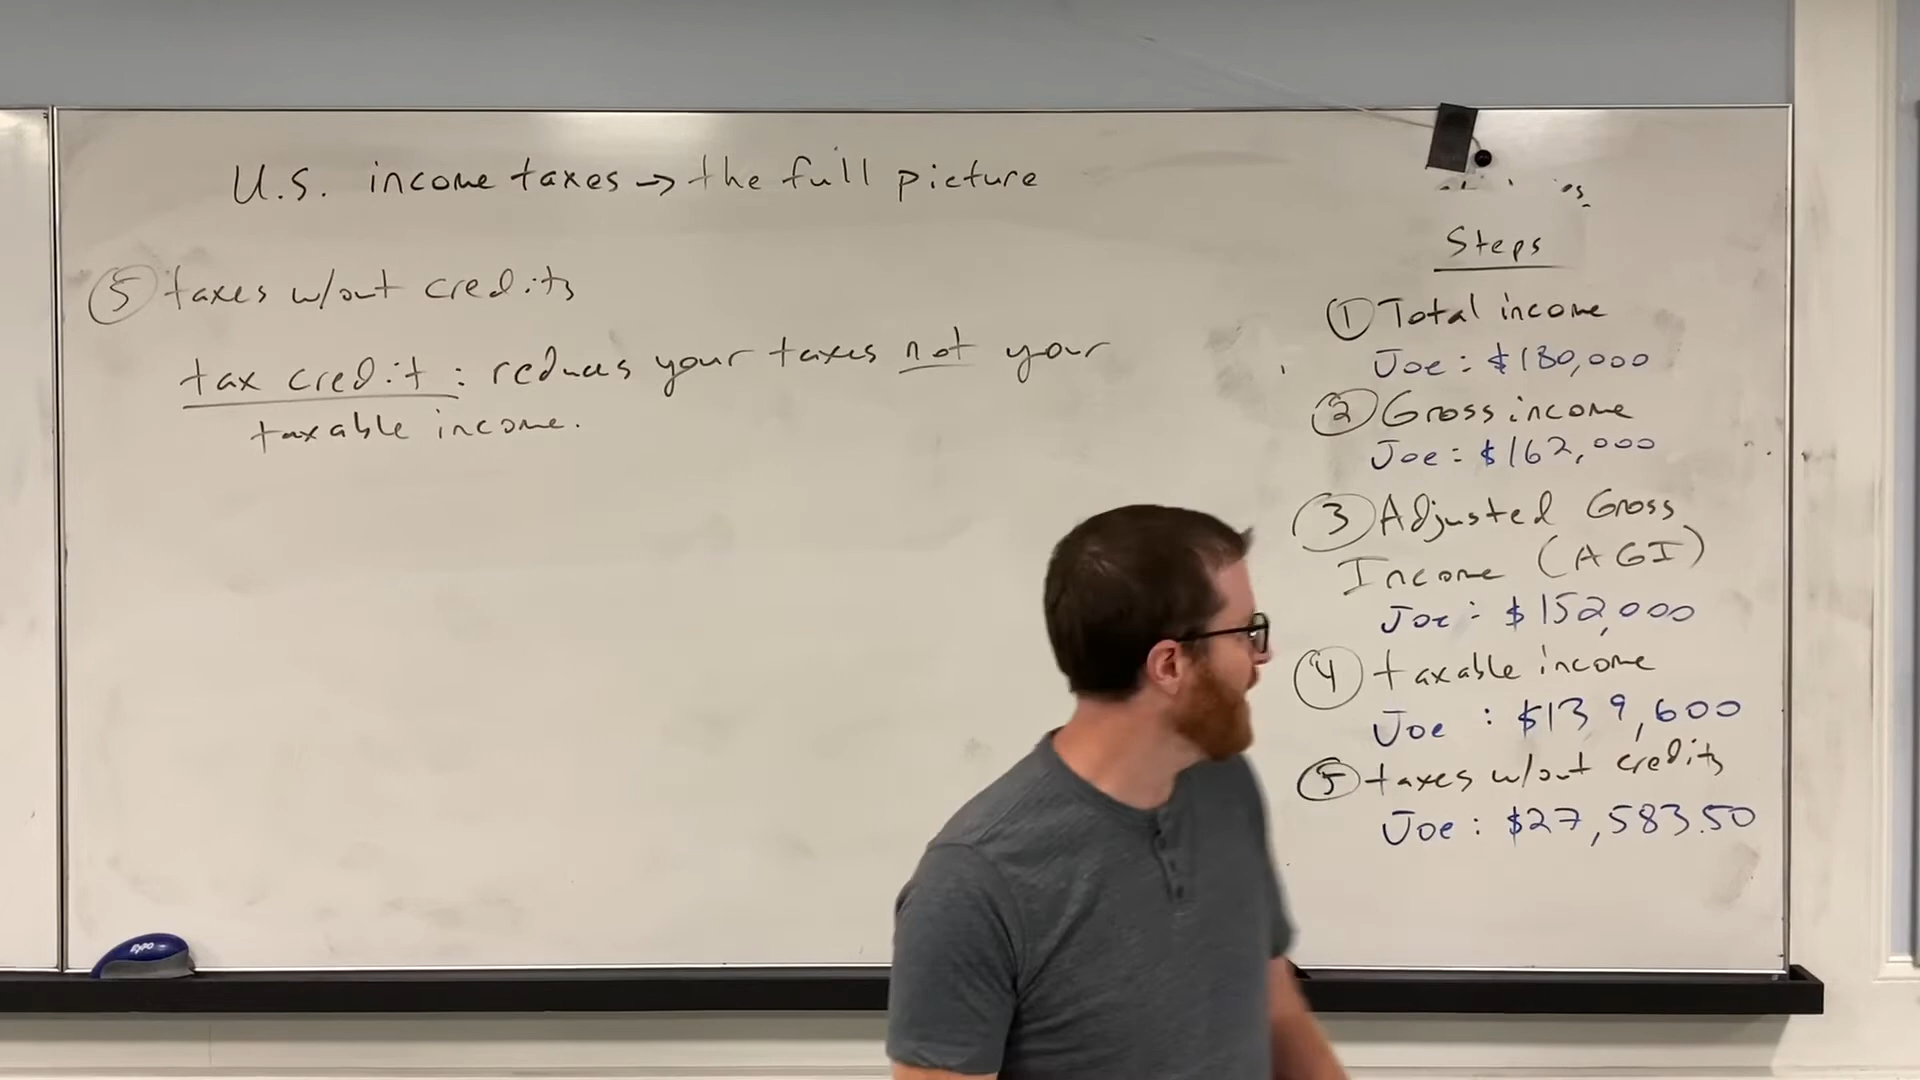 U.S. income taxes → the full picture
⑤ taxes w/out credits
tax credit : reduces your taxes not your
taxable income.
Steps
① Total income
Joe : $180,000
② Gross income
Joe : $162,000
③ Adjusted Gross
Income (AGI)
Joe : $152,000
④ taxable income
Joe : $139,600
⑤ taxes w/out credits
Joe : $27,583.50
EXPO